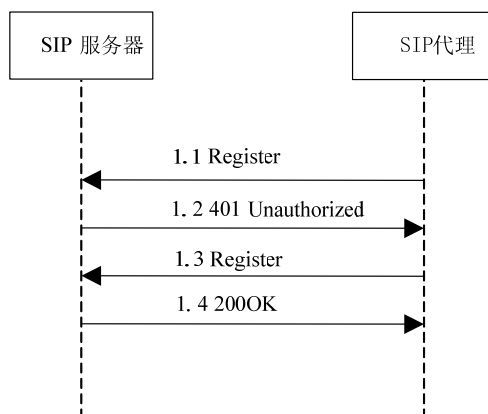 SIP 服务器
SIP代理
1.1 Register
1.2 401 Unauthorized
1.3 Register
1.4 200OK